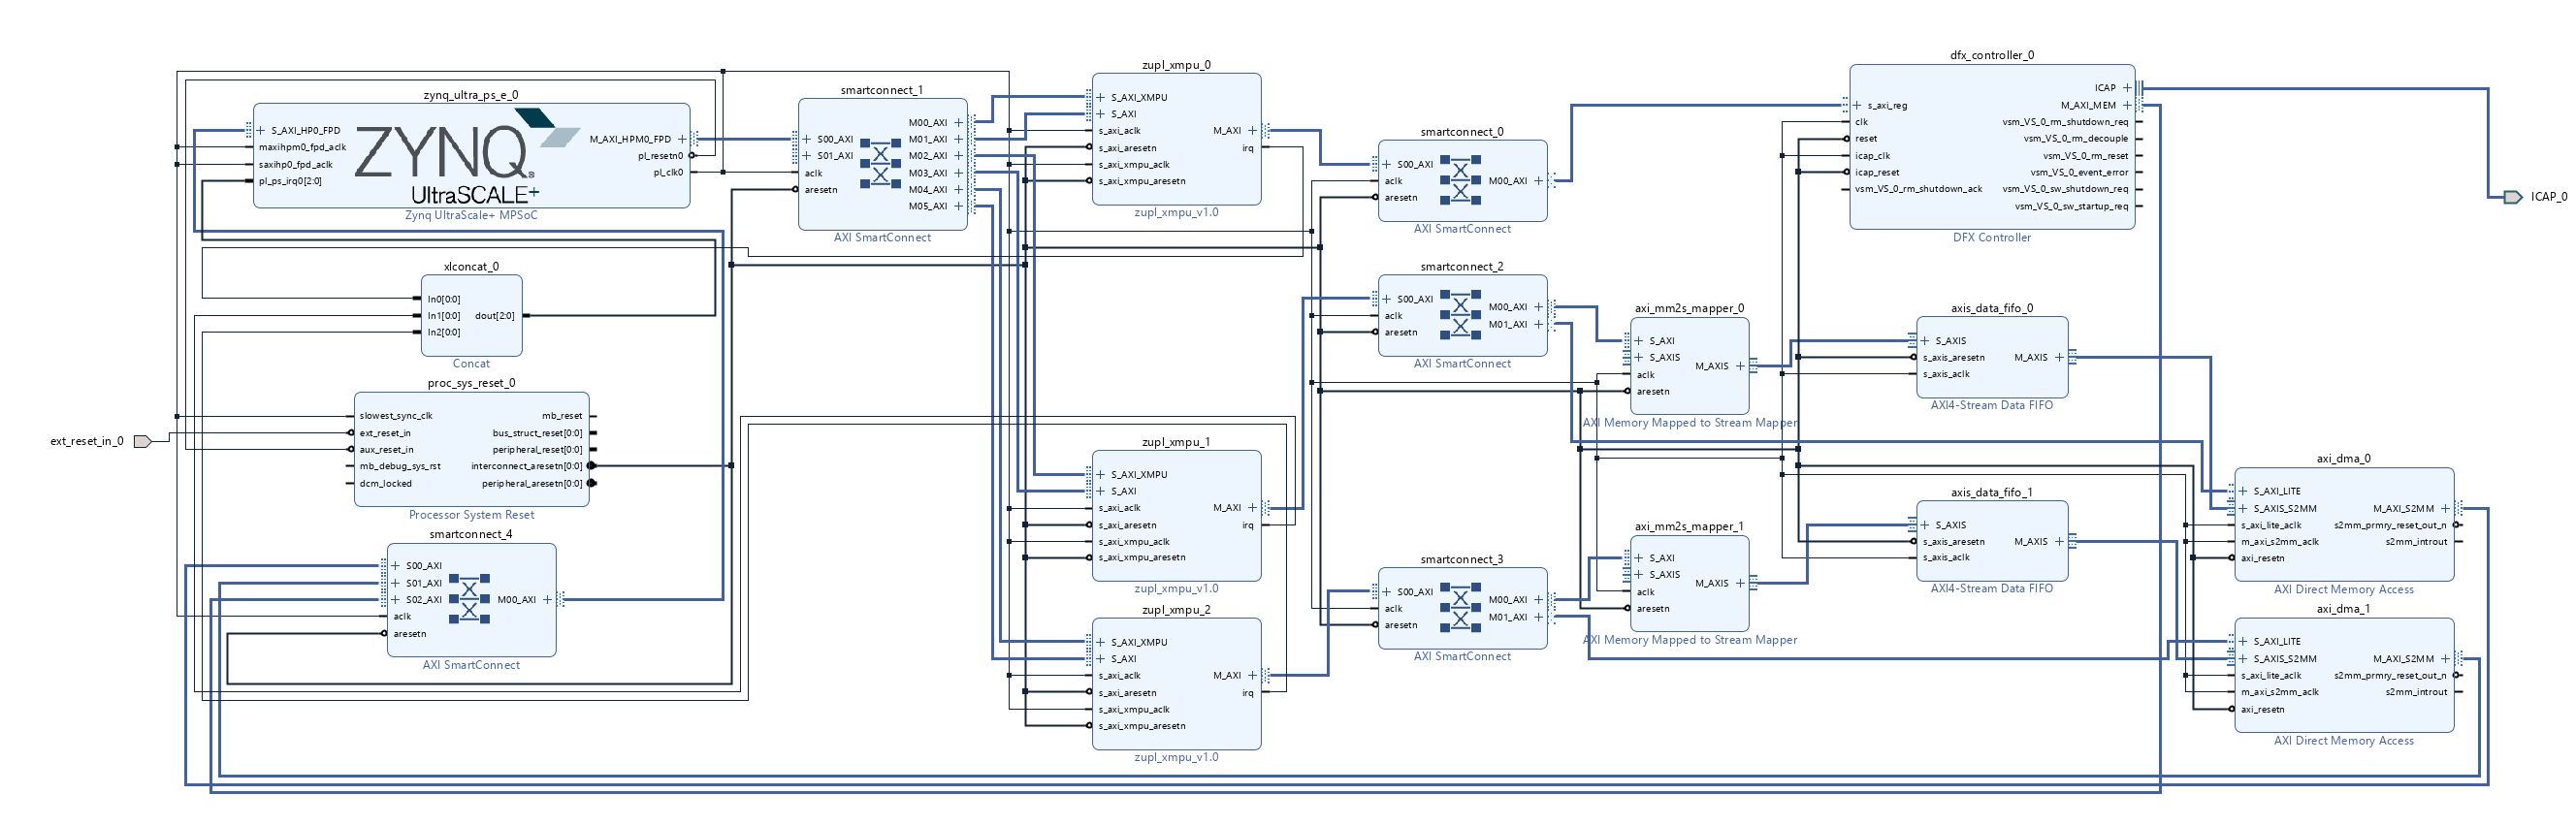 ext_reset_in_0
zynq_ultra_ps_e_0
S_AXI_HP0_FPD
maxihpm0_fpd_aclk
saxihp0_fpd_aclk
pl_ps_irq0[2:0]
ZYNQ
UltraSCALE+
M_AXI_HPM0_FPD
pl_resetn0
pl_clk0
Zynq UltraScale+ MPSoC
xlconcat_0
In0[0:0]
In1[0:0]
In2[0:0]
dout[2:0]
Concat
proc_sys_reset_0
slowest_sync_clk
ext_reset_in
aux_reset_in
mb_debug_sys_rst
dcm_locked
mb_reset
bus_struct_reset[0:0]
peripheral_reset[0:0]
interconnect_aresetn[0:0]
peripheral_aresetn[0:0]
Processor System Reset
smartconnect_4
S00_AXI
S01_AXI
S02_AXI
aclk
aresetn
M00_AXI
AXI SmartConnect
smartconnect_1
S00_AXI
S01_AXI
aclk
aresetn
M00_AXI
M01_AXI
M02_AXI
M03_AXI
M04_AXI
M05_AXI
AXI SmartConnect
zupl_xmpu_0
S_AXI_XMPU
S_AXI
s_axi_aclk
s_axi_aresetn
s_axi_xmpu_aclk
s_axi_xmpu_aresetn
M_AXI
irq
zupl_xmpu_v1.0
zupl_xmpu_1
S_AXI_XMPU
S_AXI
s_axi_aclk
s_axi_aresetn
s_axi_xmpu_aclk
s_axi_xmpu_aresetn
M_AXI
irq
zupl_xmpu_v1.0
zupl_xmpu_2
S_AXI_XMPU
S_AXI
s_axi_aclk
s_axi_aresetn
s_axi_xmpu_aclk
s_axi_xmpu_aresetn
M_AXI
irq
zupl_xmpu_v1.0
smartconnect_0
S00_AXI
aclk
aresetn
M00_AXI
AXI SmartConnect
smartconnect_2
S00_AXI
aclk
aresetn
M00_AXI
M01_AXI
AXI SmartConnect
smartconnect_3
S00_AXI
aclk
aresetn
M00_AXI
M01_AXI
AXI SmartConnect
axi_mm2s_mapper_0
S_AXI
S_AXIS
aclk
aresetn
M_AXIS
AXI Memory Mapped to Stream Mapper
axi_mm2s_mapper_1
S_AXI
S_AXIS
aclk
aresetn
M_AXIS
AXI Memory Mapped to Stream Mapper
dfx_controller_0
s_axi_reg
clk
reset
icap_clk
icap_reset
vsm_VS_0_rm_shutdown_ack
ICAP
M_AXI_MEM
vsm_VS_0_rm_shutdown_req
vsm_VS_0_rm_decouple
vsm_VS_0_rm_reset
vsm_VS_0_event_error
vsm_VS_0_sw_shutdown_req
vsm_VS_0_sw_startup_req
DFX Controller
axis_data_fifo_0
S_AXIS
s_axis_aresetn
s_axis_aclk
M_AXIS
AXI4-Stream Data FIFO
axis_data_fifo_1
S_AXIS
s_axis_aresetn
s_axis_aclk
M_AXIS
AXI4-Stream Data FIFO
axi_dma_0
S_AXI_LITE
S_AXIS_S2MM
s_axi_lite_aclk
m_axi_s2mm_aclk
axi_resetn
M_AXI_S2MM
s2mm_prmry_reset_out_n
s2mm_introut
AXI Direct Memory Access
axi_dma_1
S_AXI_LITE
S_AXIS_S2MM
s_axi_lite_aclk
m_axi_s2mm_aclk
axi_resetn
M_AXI_S2MM
s2mm_prmry_reset_out_n
s2mm_introut
AXI Direct Memory Access
ICAP_0